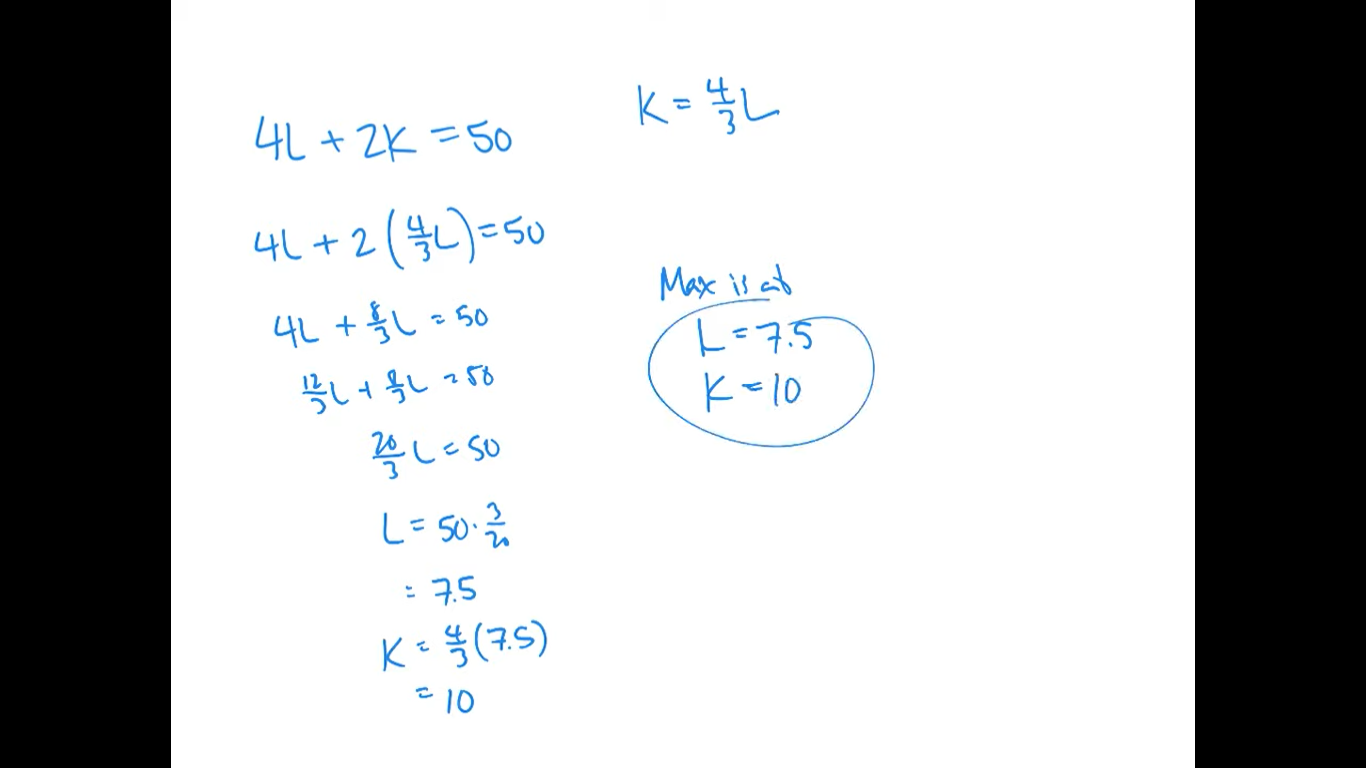 4L + 2K = 50
4L + 2(4/3 L) = 50
4L + 8/3 L = 50
12/3 L + 8/3 L = 50
20/3 L = 50
L = 50 · 3/20
= 7.5
K = 4/3 (7.5)
= 10
K = 4/3 L
Max is at
L = 7.5
K = 10